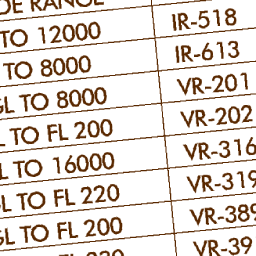 DE RANGE
TO 12000 IR-518
TO 8000 IR-613
GL TO 8000 VR-201
L TO FL 200 VR-202
L TO 16000 VR-316
GL TO FL 220 VR-319
GL TO FL 200 VR-389
VR-39